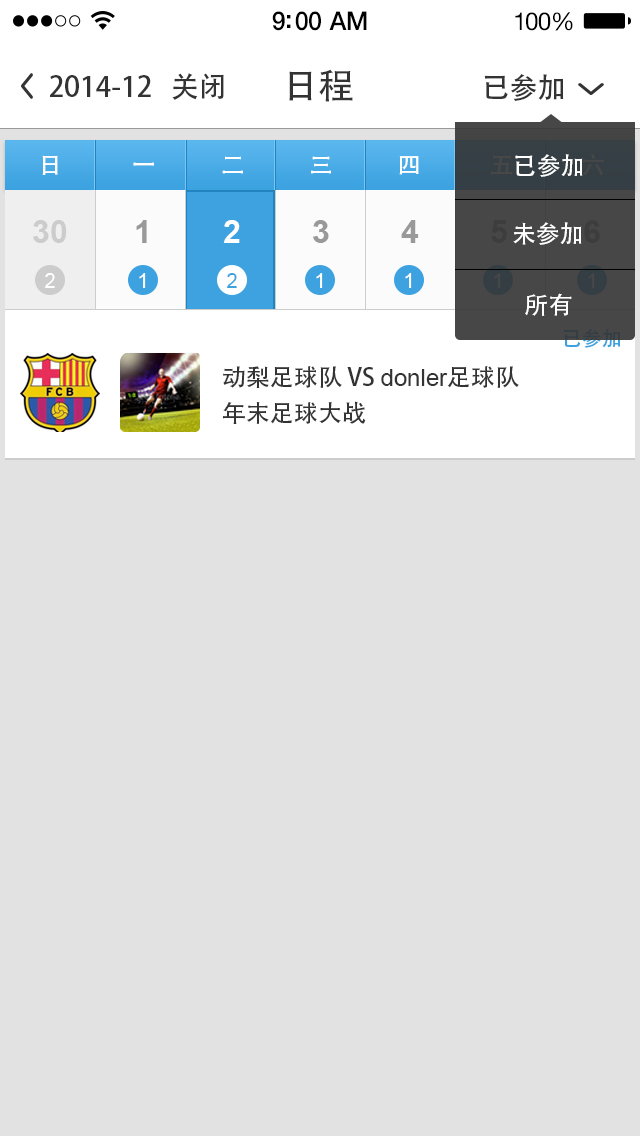 9:00 AM 100%
2014-12 关闭 日程 已参加
日 一 二 三 四 五 六
30 1 2 3 4 5 6
2 1 2 1 1 1 1
已参加
未参加
所有
已参加
FCB
动梨足球队 VS donler足球队
年末足球大战